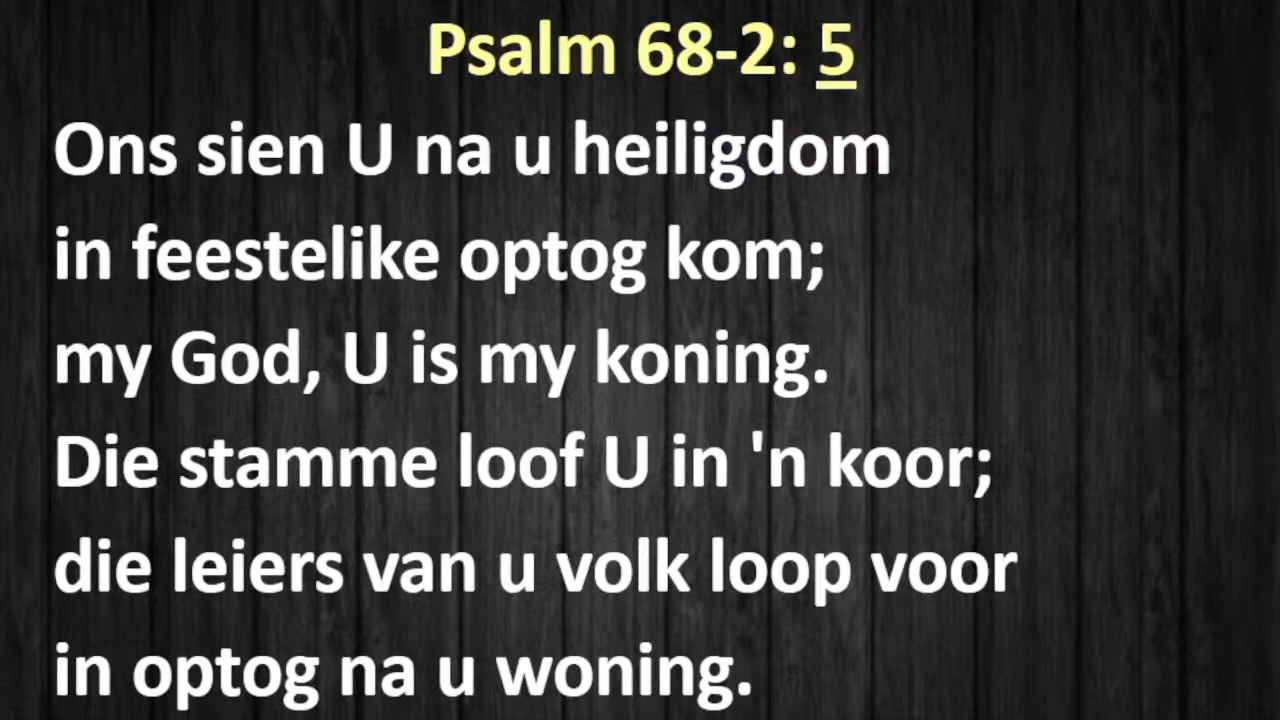 Psalm 68-2: 5
Ons sien U na u heiligdom
in feestelike optog kom;
my God, U is my koning.
Die stamme loof U in 'n koor;
die leiers van u volk loop voor
in optog na u woning.